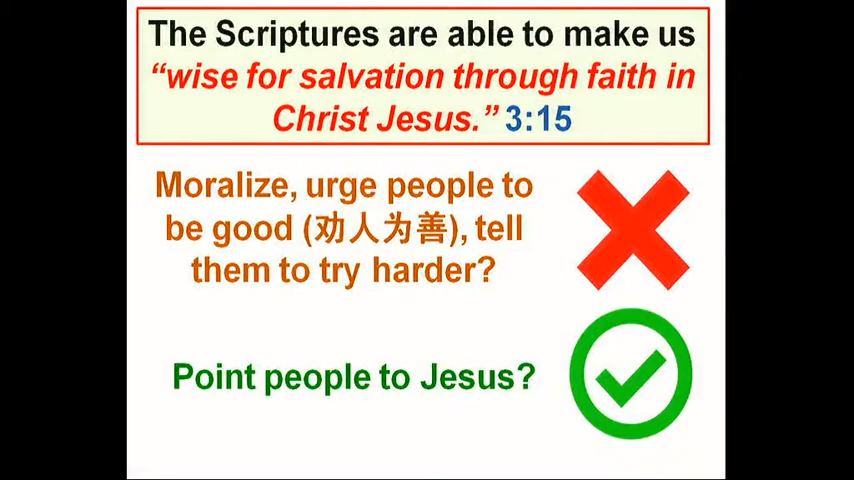 The Scriptures are able to make us
“wise for salvation through faith in
Christ Jesus.” 3:15
Moralize, urge people to
be good (劝人为善), tell
them to try harder?
Point people to Jesus?